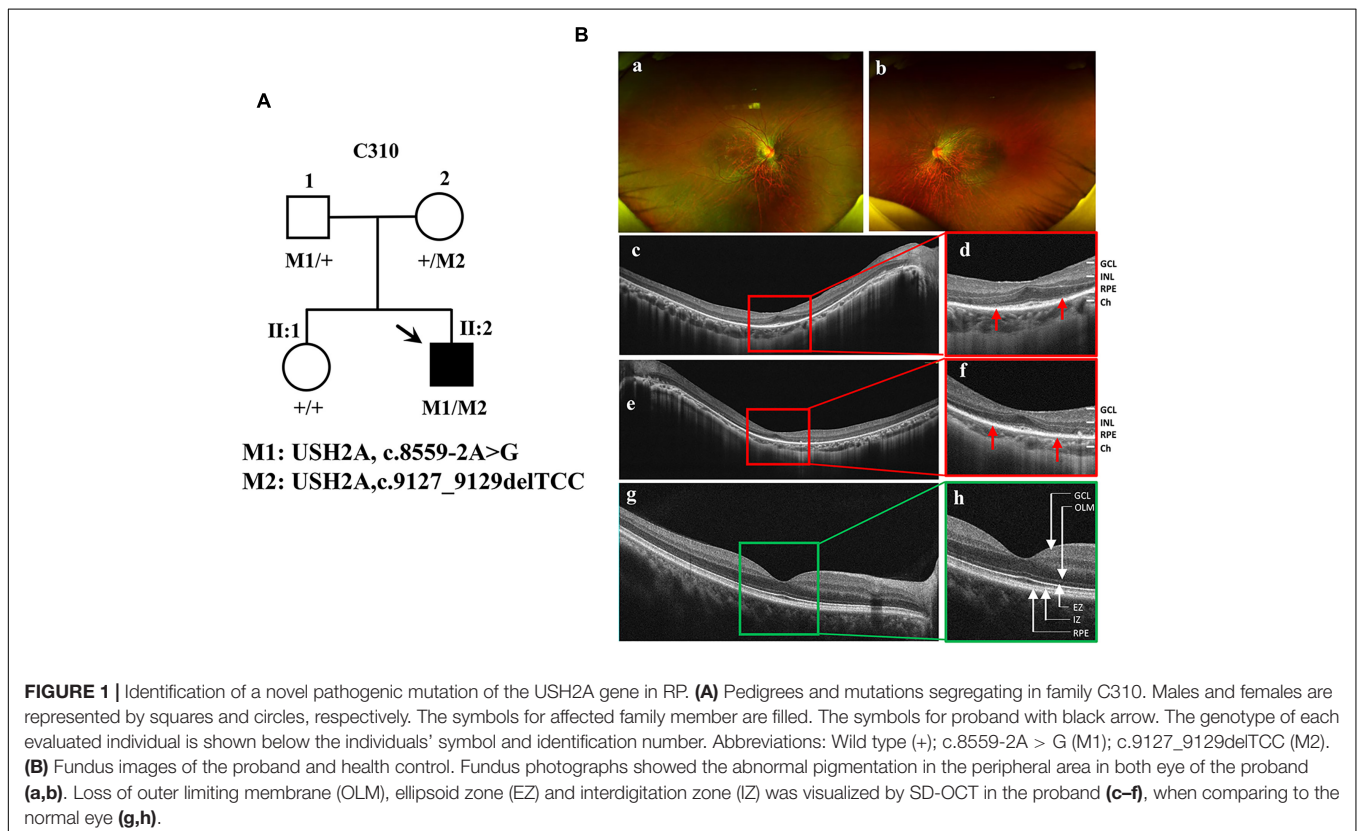 A
C310
1
2
M1/+
+/M2
II:1
II:2
+/+
M1/M2
M1: USH2A, c.8559-2A>G
M2: USH2A,c.9127_9129delTCC
B
a
b
c
d
GCL
INL
RPE
Ch
e
f
GCL
INL
RPE
Ch
g
h
GCL
OLM
EZ
IZ
RPE
FIGURE 1 | Identification of a novel pathogenic mutation of the USH2A gene in RP. (A) Pedigrees and mutations segregating in family C310. Males and females are
represented by squares and circles, respectively. The symbols for affected family member are filled. The symbols for proband with black arrow. The genotype of each
evaluated individual is shown below the individuals' symbol and identification number. Abbreviations: Wild type (+); c.8559-2A > G (M1); c.9127_9129delTCC (M2).
(B) Fundus images of the proband and health control. Fundus photographs showed the abnormal pigmentation in the peripheral area in both eye of the proband
(a,b). Loss of outer limiting membrane (OLM), ellipsoid zone (EZ) and interdigitation zone (IZ) was visualized by SD-OCT in the proband (c–f), when comparing to the
normal eye (g,h).